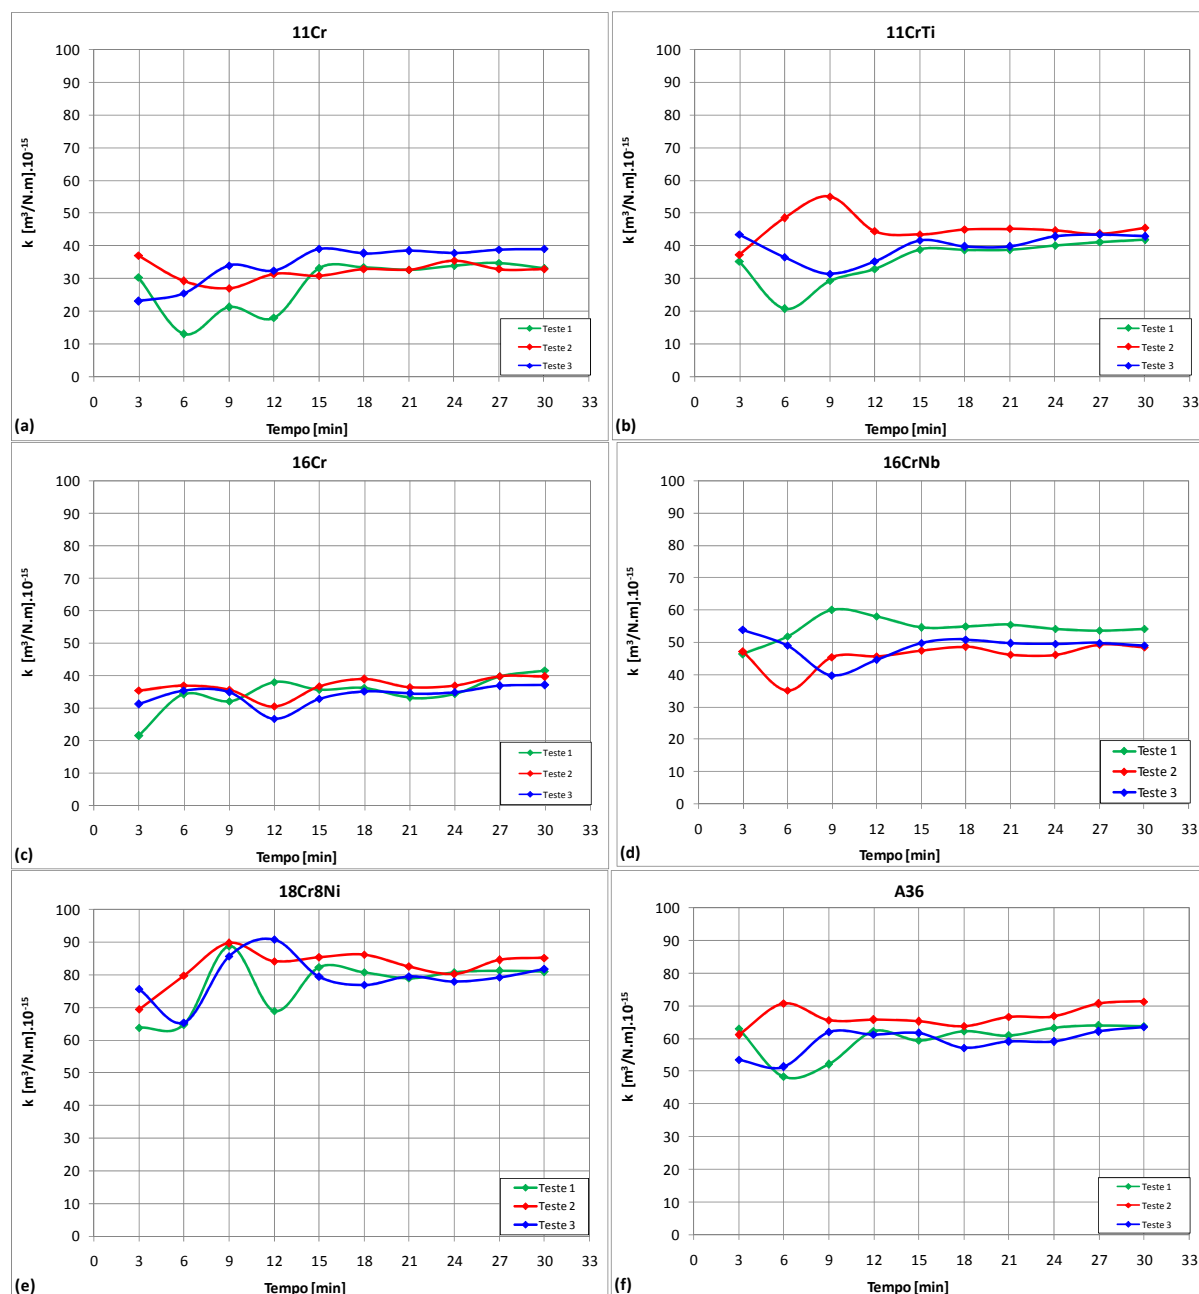 11Cr
k [m³/N.m].10⁻¹⁵
100
90
80
70
60
50
40
30
20
10
0
Teste 1
Teste 2
Teste 3
0 3 6 9 12 15 18 21 24 27 30 33
Tempo [min]
(a)
11CrTi
k [m³/N.m].10⁻¹⁵
100
90
80
70
60
50
40
30
20
10
0
Teste 1
Teste 2
Teste 3
0 3 6 9 12 15 18 21 24 27 30 33
Tempo [min]
(b)
16Cr
k [m³/N.m].10⁻¹⁵
100
90
80
70
60
50
40
30
20
10
0
Teste 1
Teste 2
Teste 3
0 3 6 9 12 15 18 21 24 27 30 33
Tempo [min]
(c)
16CrNb
k [m³/N.m].10⁻¹⁵
100
90
80
70
60
50
40
30
20
10
0
Teste 1
Teste 2
Teste 3
0 3 6 9 12 15 18 21 24 27 30 33
Tempo [min]
(d)
18Cr8Ni
k [m³/N.m].10⁻¹⁵
100
90
80
70
60
50
40
30
20
10
0
Teste 1
Teste 2
Teste 3
0 3 6 9 12 15 18 21 24 27 30 33
Tempo [min]
(e)
A36
k [m³/N.m].10⁻¹⁵
100
90
80
70
60
50
40
30
20
10
0
Teste 1
Teste 2
Teste 3
0 3 6 9 12 15 18 21 24 27 30 33
Tempo [min]
(f)